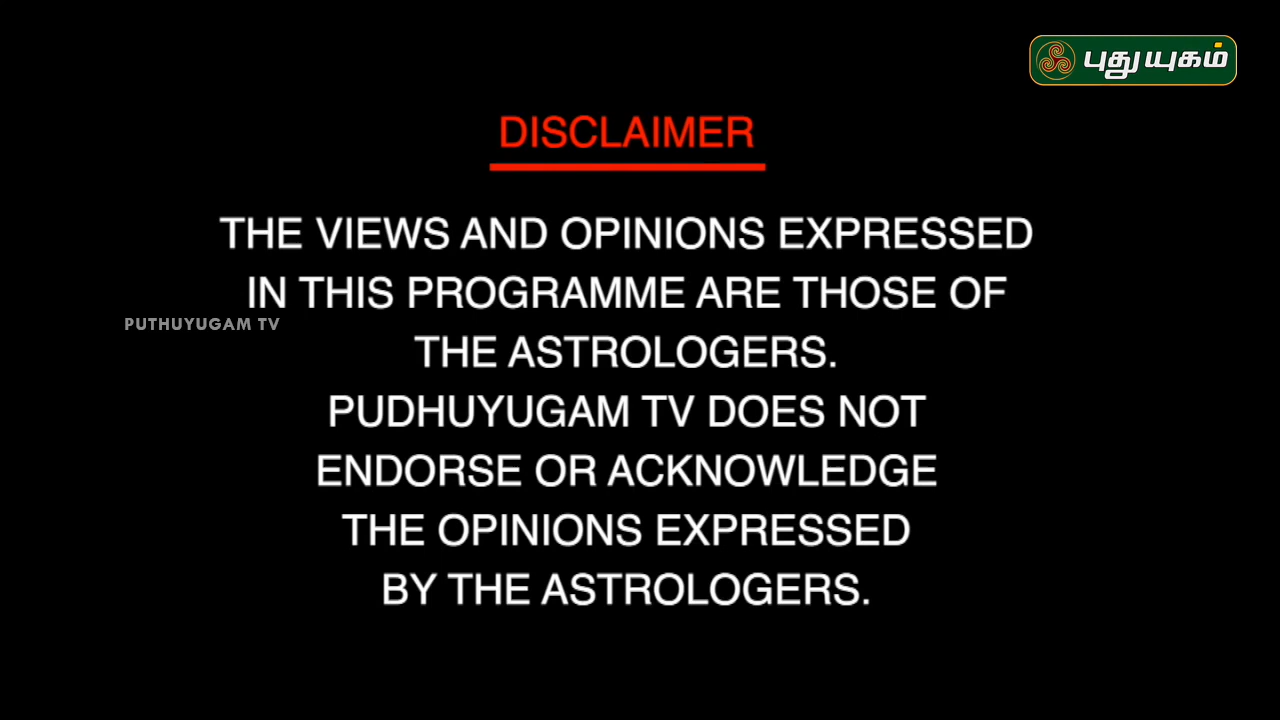 புதுயுகம்
DISCLAIMER
THE VIEWS AND OPINIONS EXPRESSED
IN THIS PROGRAMME ARE THOSE OF
PUTHUYUGAM TV
THE ASTROLOGERS.
PUDHUYUGAM TV DOES NOT
ENDORSE OR ACKNOWLEDGE
THE OPINIONS EXPRESSED
BY THE ASTROLOGERS.